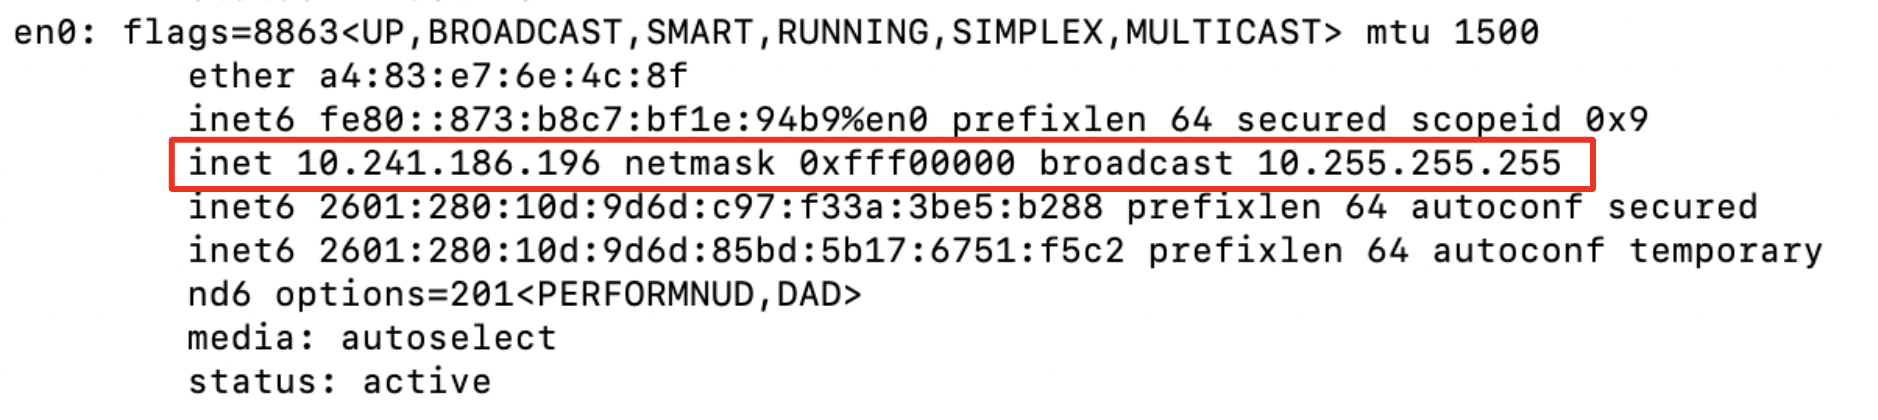 en0: flags=8863<UP,BROADCAST,SMART,RUNNING,SIMPLEX,MULTICAST> mtu 1500
ether a4:83:e7:6e:4c:8f
inet6 fe80::873:b8c7:bf1e:94b9%en0 prefixlen 64 secured scopeid 0x9
inet 10.241.186.196 netmask 0xfff00000 broadcast 10.255.255.255
inet6 2601:280:10d:9d6d:c97:f33a:3be5:b288 prefixlen 64 autoconf secured
inet6 2601:280:10d:9d6d:85bd:5b17:6751:f5c2 prefixlen 64 autoconf temporary
nd6 options=201<PERFORMNUD,DAD>
media: autoselect
status: active